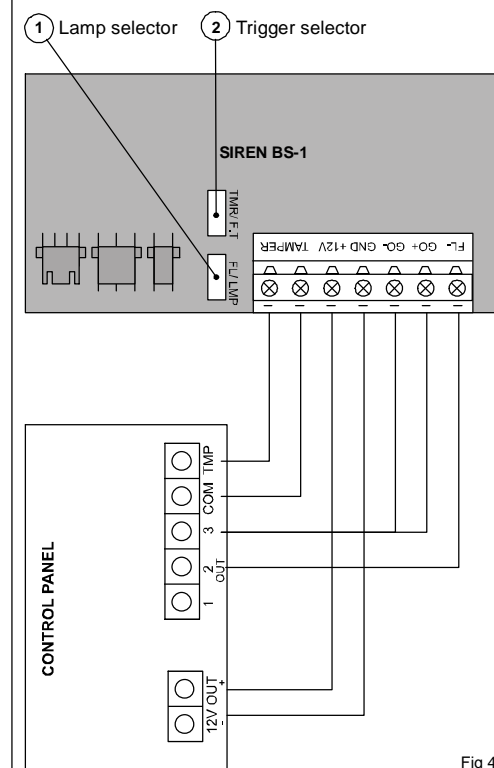 1 Lamp selector
2 Trigger selector
SIREN BS-1
TMR/ F.T
FL/ LMP
TAMPER +12V GND GO- GO+ FL-
CONTROL PANEL
TMP
COM
3
2
OUT
1
12V OUT
+
-
Fig 4